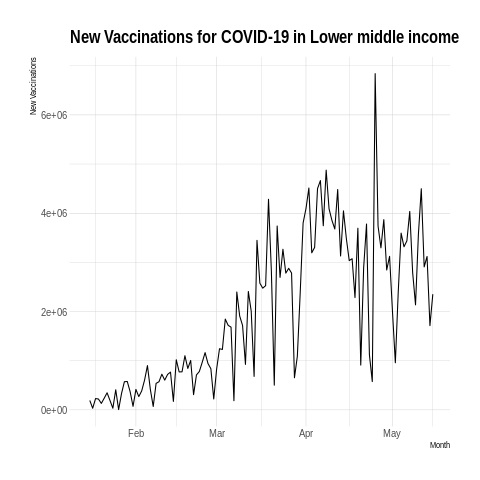 New Vaccinations for COVID-19 in Lower middle income
New Vaccinations
6e+06
4e+06
2e+06
0e+00
Feb Mar Apr May
Month